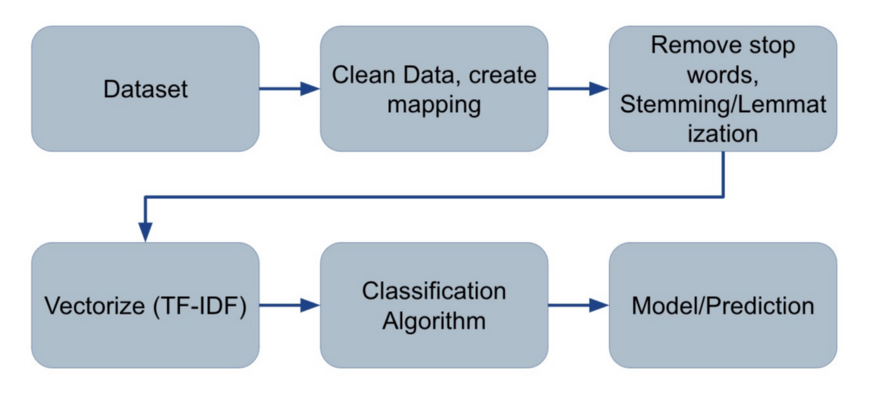 Dataset
Clean Data, create
mapping
Remove stop
words,
Stemming/Lemmat
ization
Vectorize (TF-IDF)
Classification
Algorithm
Model/Prediction